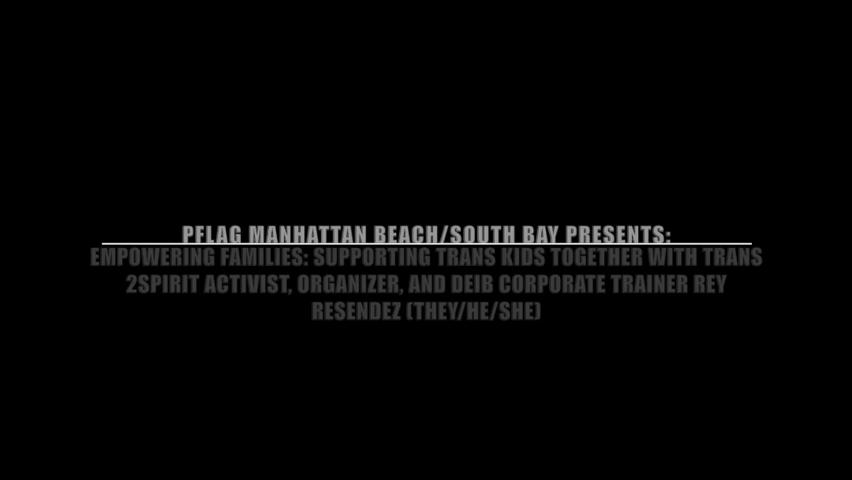 PFLAG MANHATTAN BEACH/SOUTH BAY PRESENTS:
EMPOWERING FAMILIES: SUPPORTING TRANS KIDS TOGETHER WITH TRANS
2SPIRIT ACTIVIST, ORGANIZER, AND DEIB CORPORATE TRAINER REY
RESENDEZ (THEY/HE/SHE)